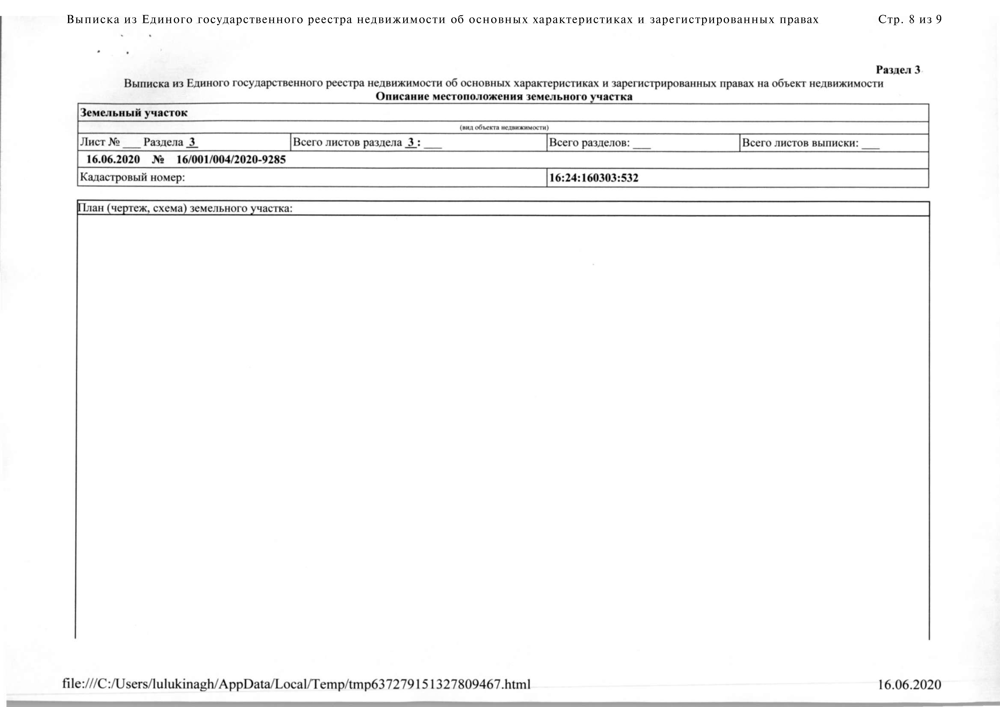 Выписка из Единого государственного реестра недвижимости об основных характеристиках и зарегистрированных правах Стр. 8 из 9
Раздел 3
Выписка из Единого государственного реестра недвижимости об основных характеристиках и зарегистрированных правах на объект недвижимости
Описание местоположения земельного участка
Земельный участок
(вид объекта недвижимости)
Лист № ___ Раздела 3 Всего листов раздела 3 : ___ Всего разделов: ___ Всего листов выписки: ___
16.06.2020 № 16/001/004/2020-9285
Кадастровый номер: 16:24:160303:532
План (чертеж, схема) земельного участка:
file:///C:/Users/lulukinagh/AppData/Local/Temp/tmp637279151327809467.html 16.06.2020